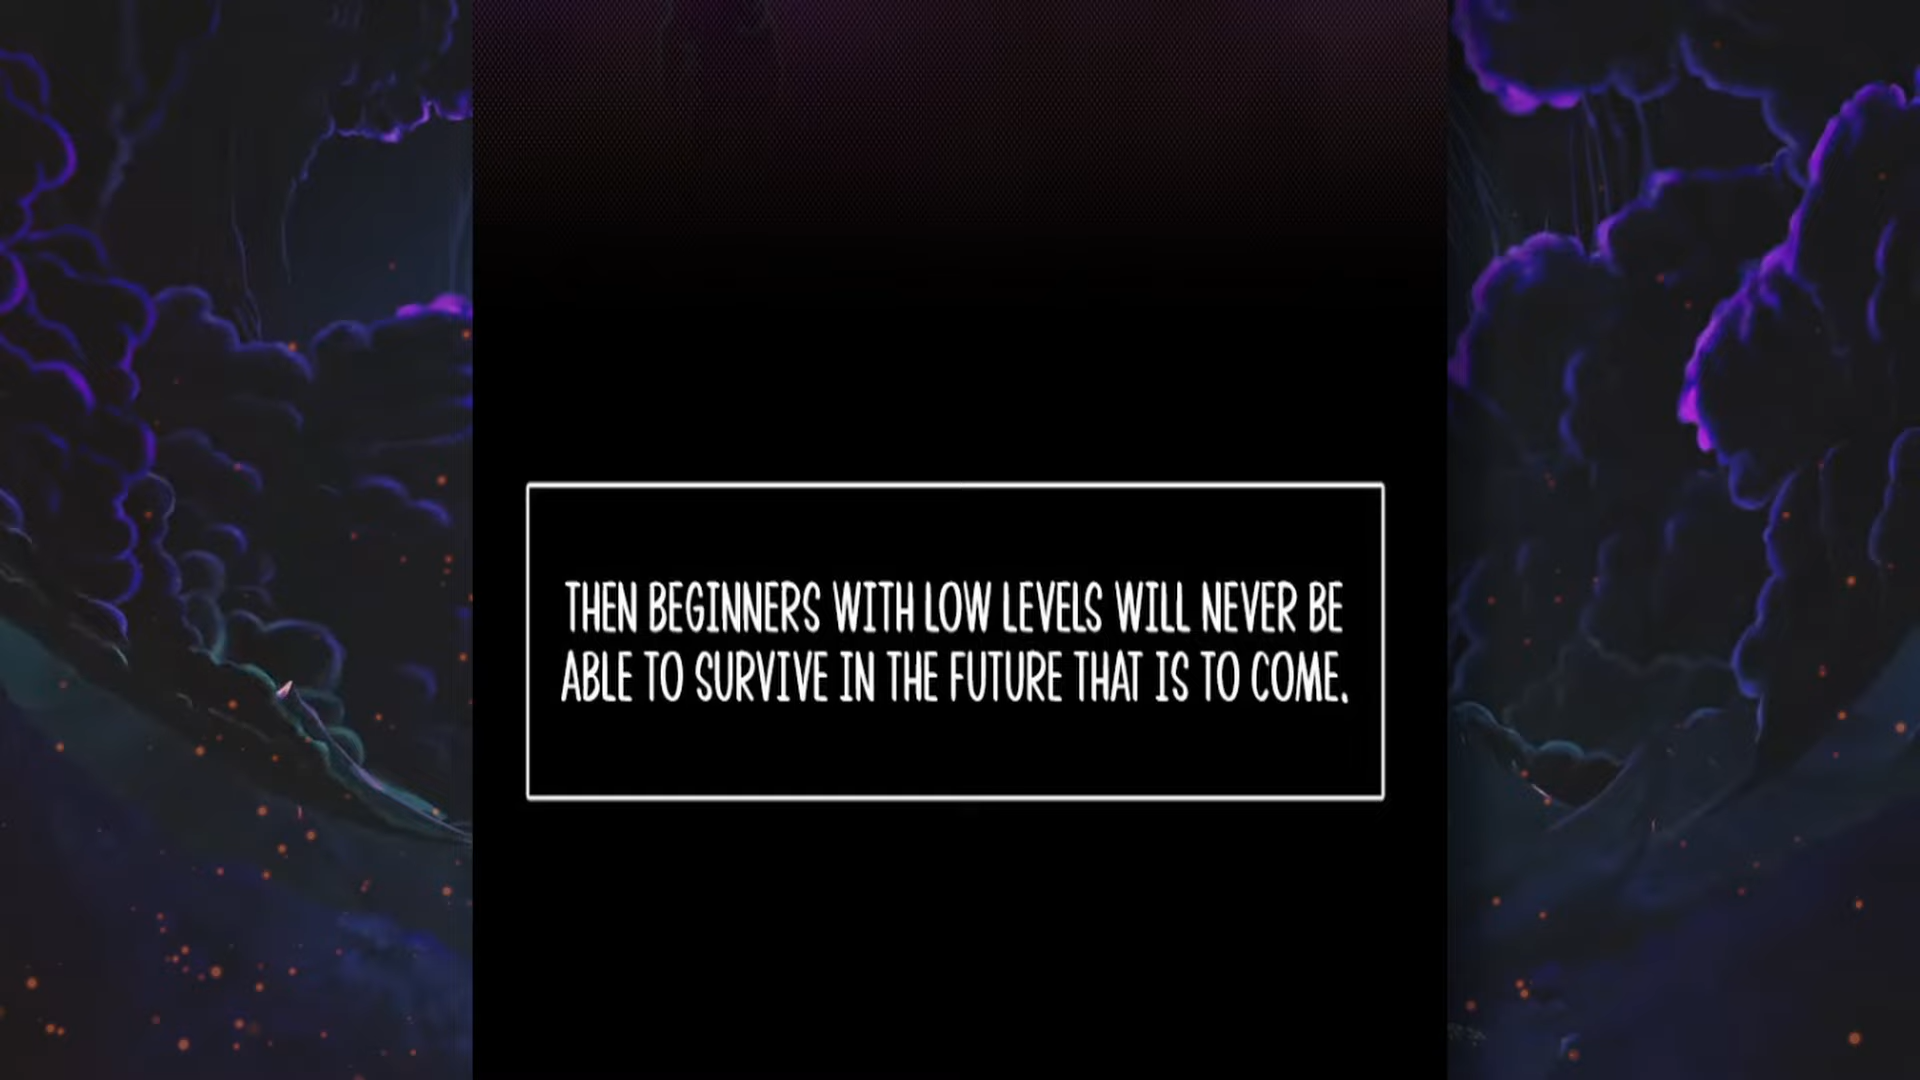 THEN BEGINNERS WITH LOW LEVELS WILL NEVER BE
ABLE TO SURVIVE IN THE FUTURE THAT IS TO COME.